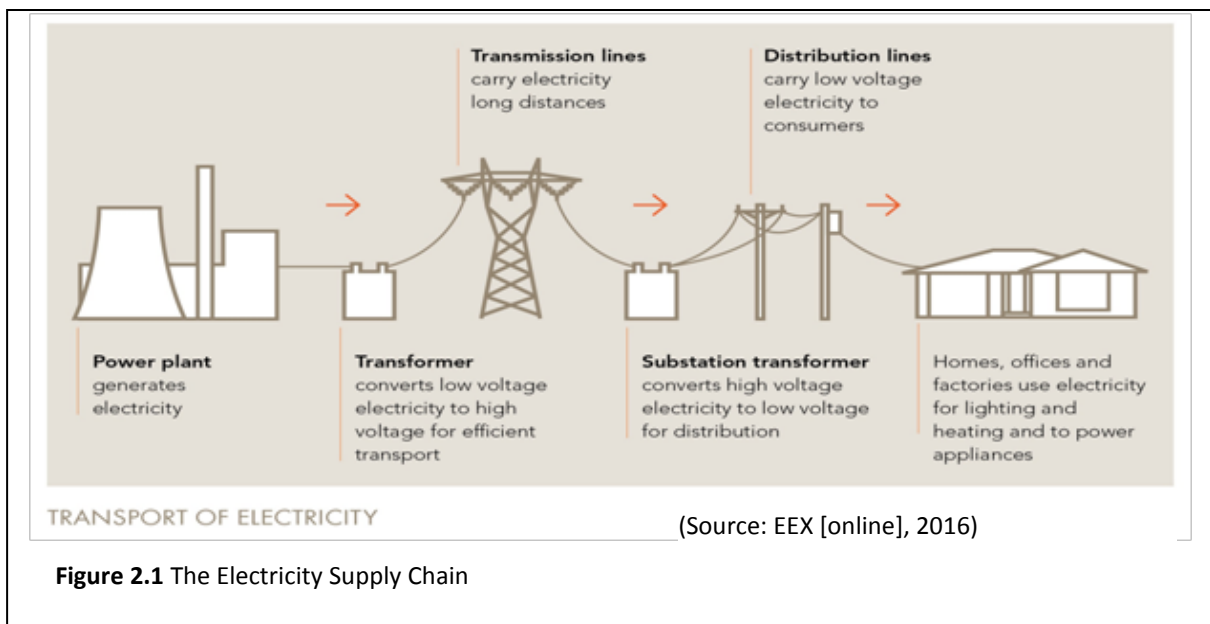 Transmission lines
carry electricity
long distances
Distribution lines
carry low voltage
electricity to
consumers
Power plant
generates
electricity
Transformer
converts low voltage
electricity to high
voltage for efficient
transport
Substation transformer
converts high voltage
electricity to low voltage
for distribution
Homes, offices and
factories use electricity
for lighting and
heating and to power
appliances
TRANSPORT OF ELECTRICITY
(Source: EEX [online], 2016)
Figure 2.1 The Electricity Supply Chain